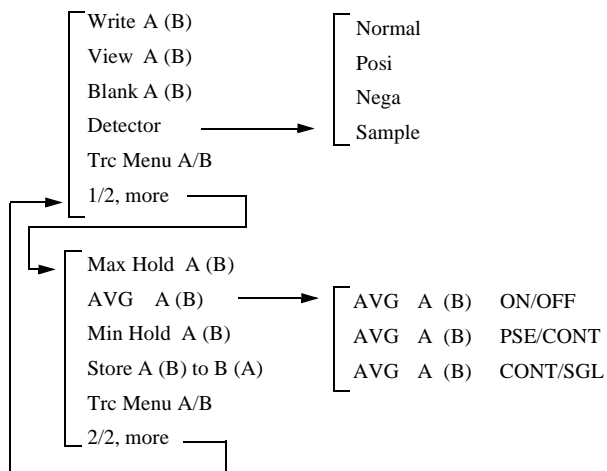 Write A (B)
View A (B)
Blank A (B)
Detector
Trc Menu A/B
1/2, more
Normal
Posi
Nega
Sample
Max Hold A (B)
AVG A (B)
Min Hold A (B)
Store A (B) to B (A)
Trc Menu A/B
2/2, more
AVG A (B) ON/OFF
AVG A (B) PSE/CONT
AVG A (B) CONT/SGL